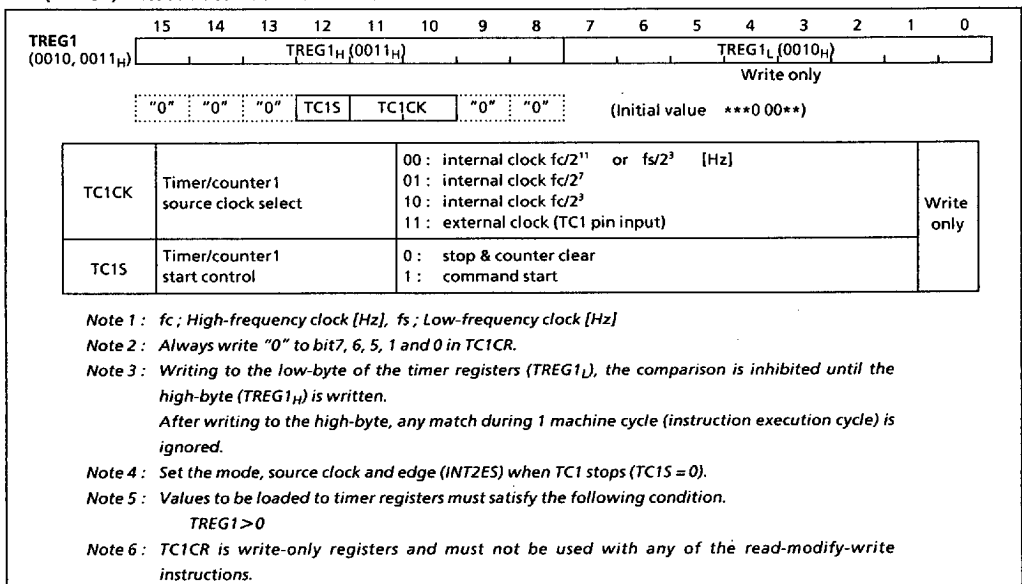 15 14 13 12 11 10 9 8 7 6 5 4 3 2 1 0
TREG1
(0010, 0011H) TREG1H (0011H) TREG1L (0010H)
Write only
"0" "0" "0" TC1S TC1CK "0" "0" (Initial value ***0 00**)
00 : internal clock fc/2¹¹ or fs/2³ [Hz]
TC1CK Timer/counter1 01 : internal clock fc/2⁷
source clock select 10 : internal clock fc/2³ Write
11 : external clock (TC1 pin input) only
TC1S Timer/counter1 0 : stop & counter clear
start control 1 : command start
Note 1 : fc ; High-frequency clock [Hz], fs ; Low-frequency clock [Hz]
Note 2 : Always write "0" to bit7, 6, 5, 1 and 0 in TC1CR.
Note 3 : Writing to the low-byte of the timer registers (TREG1L), the comparison is inhibited until the
high-byte (TREG1H) is written.
After writing to the high-byte, any match during 1 machine cycle (instruction execution cycle) is
ignored.
Note 4 : Set the mode, source clock and edge (INT2ES) when TC1 stops (TC1S = 0).
Note 5 : Values to be loaded to timer registers must satisfy the following condition.
TREG1>0
Note 6 : TC1CR is write-only registers and must not be used with any of the read-modify-write
instructions.